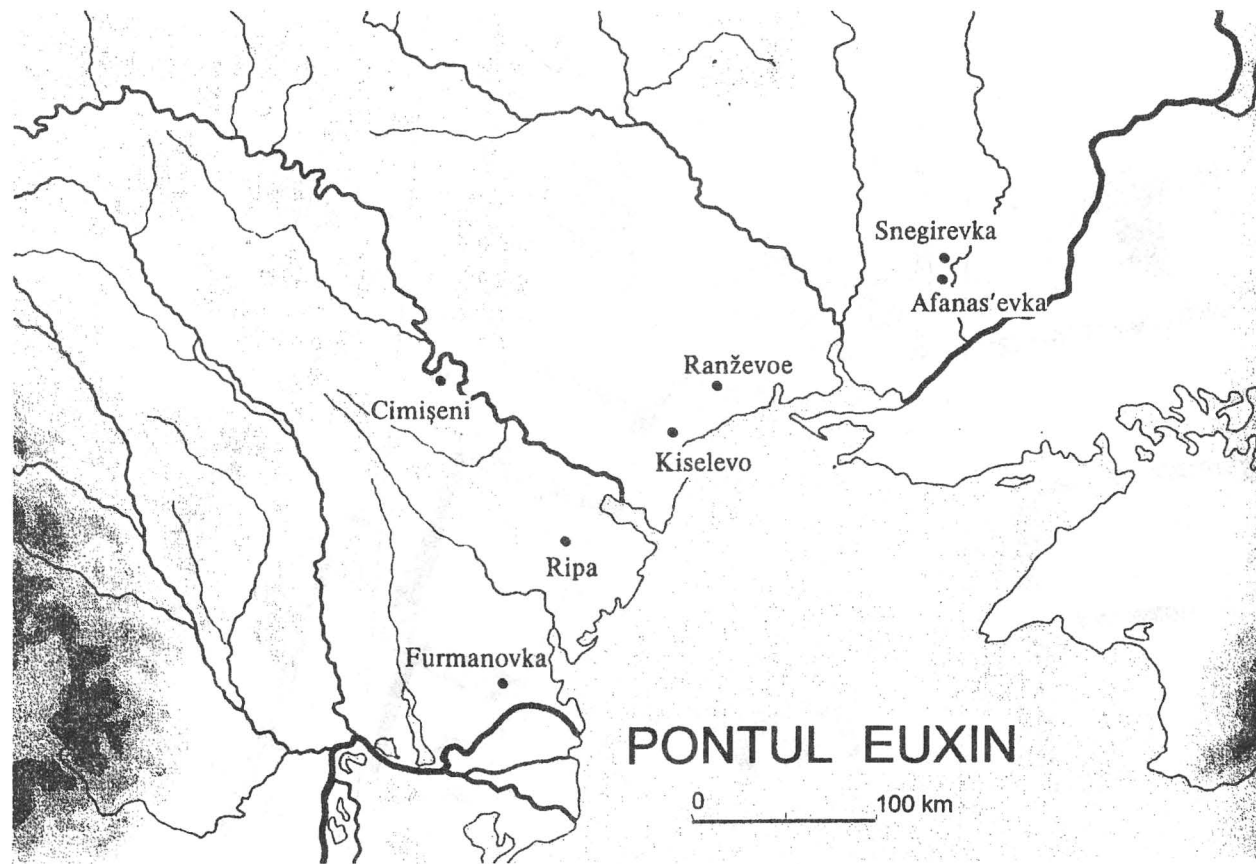 Snegirevka
Afanas'evka
Ranževoe
Cimişeni
Kiselevo
Ripa
Furmanovka
PONTUL EUXIN
0 100 km